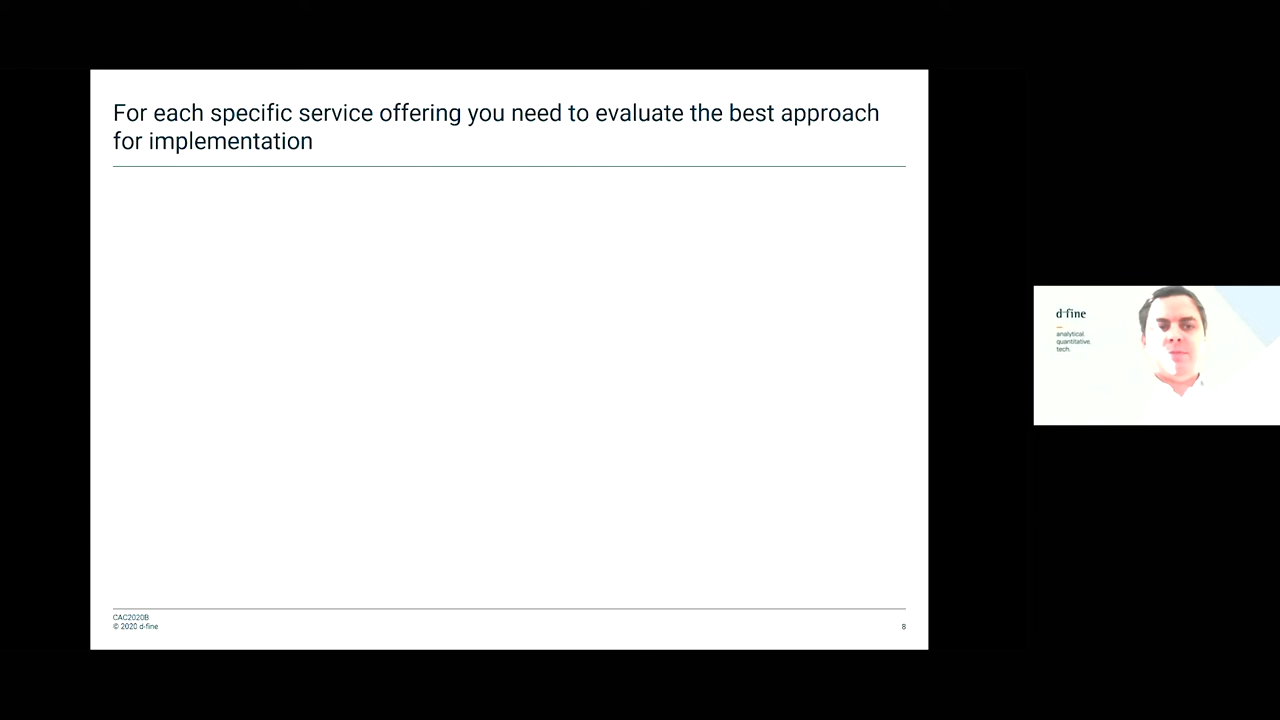 For each specific service offering you need to evaluate the best approach
for implementation
CAC2020B
© 2020 d-fine
8
d-fine
analytical.
quantitative.
tech.